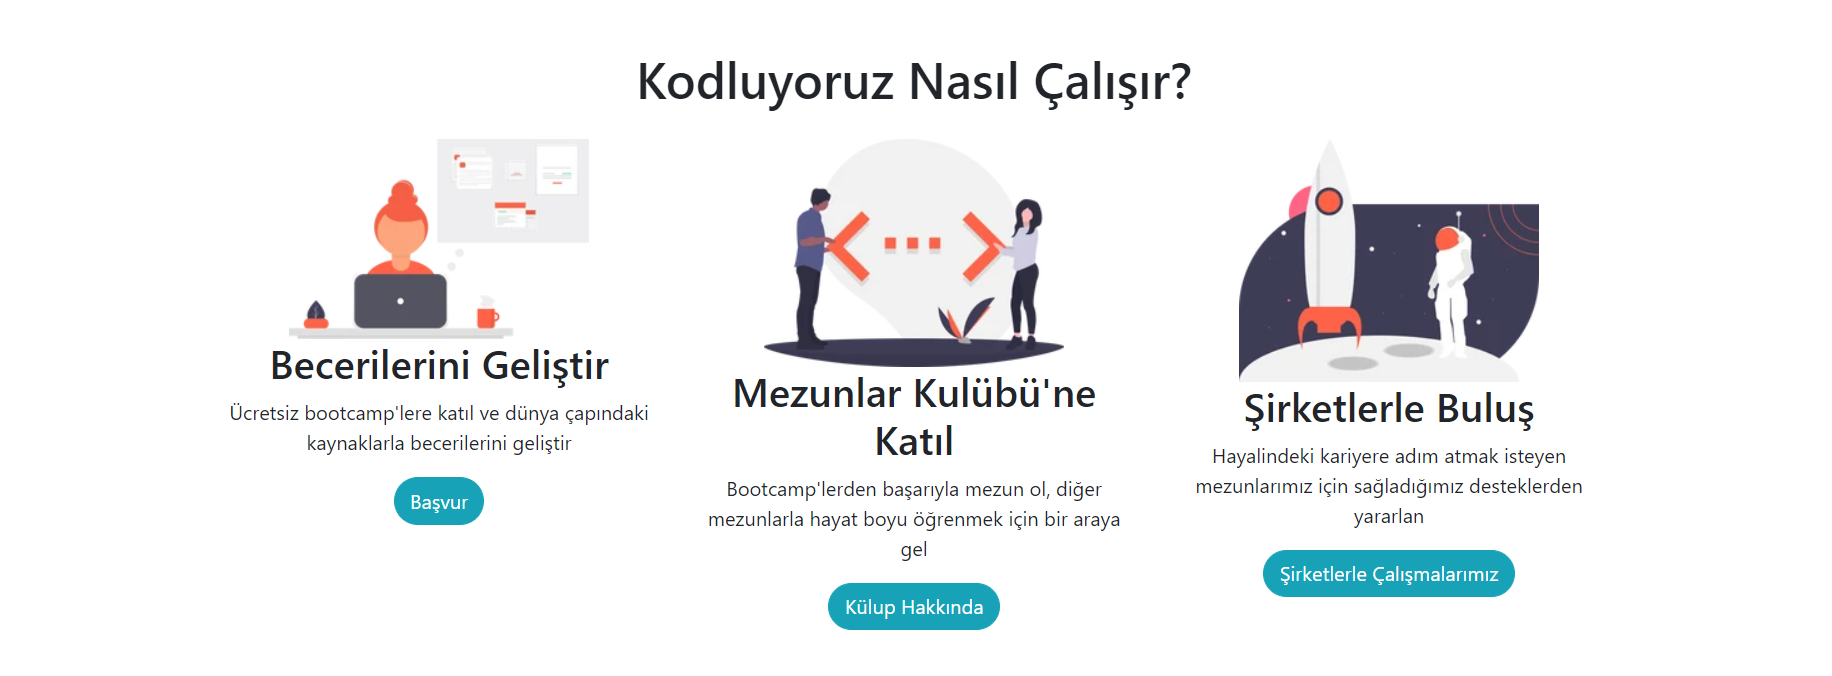 Kodluyoruz Nasıl Çalışır?
Becerilerini Geliştir
Ücretsiz bootcamp'lere katıl ve dünya çapındaki
kaynaklarla becerilerini geliştir
Başvur
Mezunlar Kulübü'ne
Katıl
Bootcamp'lerden başarıyla mezun ol, diğer
mezunlarla hayat boyu öğrenmek için bir araya
gel
Külup Hakkında
Şirketlerle Buluş
Hayalindeki kariyere adım atmak isteyen
mezunlarımız için sağladığımız desteklerden
yararlan
Şirketlerle Çalışmalarımız